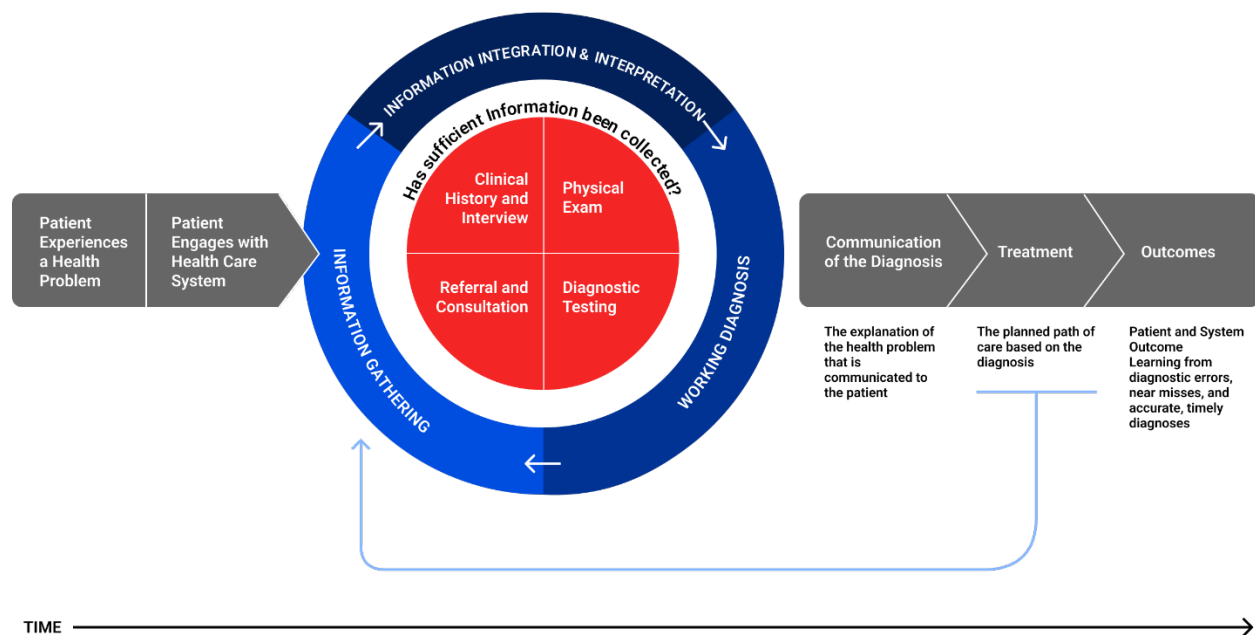 Patient
Experiences
a Health
Problem
Patient
Engages with
Health Care
System
INFORMATION INTEGRATION & INTERPRETATION
Has sufficient Information been collected?
Clinical
History and
Interview
Physical
Exam
Referral and
Consultation
Diagnostic
Testing
INFORMATION GATHERING
WORKING DIAGNOSIS
Communication
of the Diagnosis
Treatment
Outcomes
The explanation of
the health problem
that is
communicated to
the patient
The planned path of
care based on the
diagnosis
Patient and System
Outcome
Learning from
diagnostic errors,
near misses, and
accurate, timely
diagnoses
TIME